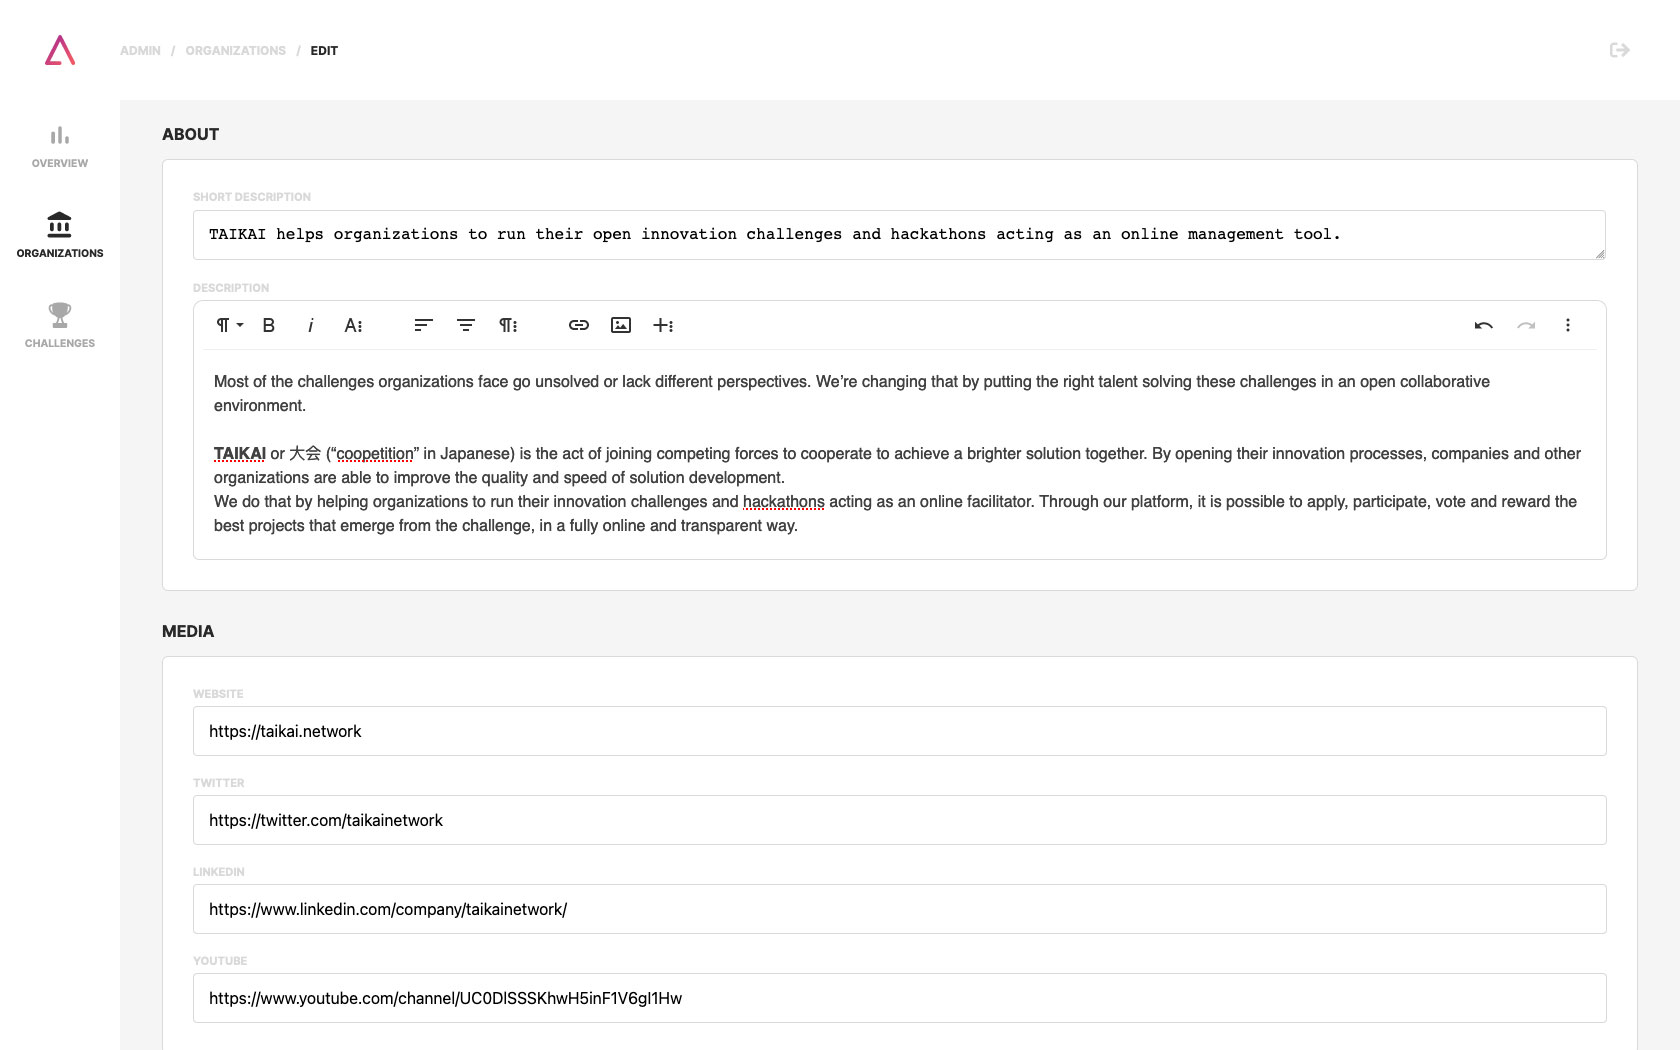 ADMIN / ORGANIZATIONS / EDIT
OVERVIEW
ORGANIZATIONS
CHALLENGES
ABOUT
SHORT DESCRIPTION
TAIKAI helps organizations to run their open innovation challenges and hackathons acting as an online management tool.
DESCRIPTION
Most of the challenges organizations face go unsolved or lack different perspectives. We’re changing that by putting the right talent solving these challenges in an open collaborative
environment.
TAIKAI or 大会 (“coopetition” in Japanese) is the act of joining competing forces to cooperate to achieve a brighter solution together. By opening their innovation processes, companies and other
organizations are able to improve the quality and speed of solution development.
We do that by helping organizations to run their innovation challenges and hackathons acting as an online facilitator. Through our platform, it is possible to apply, participate, vote and reward the
best projects that emerge from the challenge, in a fully online and transparent way.
MEDIA
WEBSITE
https://taikai.network
TWITTER
https://twitter.com/taikainetwork
LINKEDIN
https://www.linkedin.com/company/taikainetwork/
YOUTUBE
https://www.youtube.com/channel/UC0DlSSSKhwH5inF1V6gl1Hw